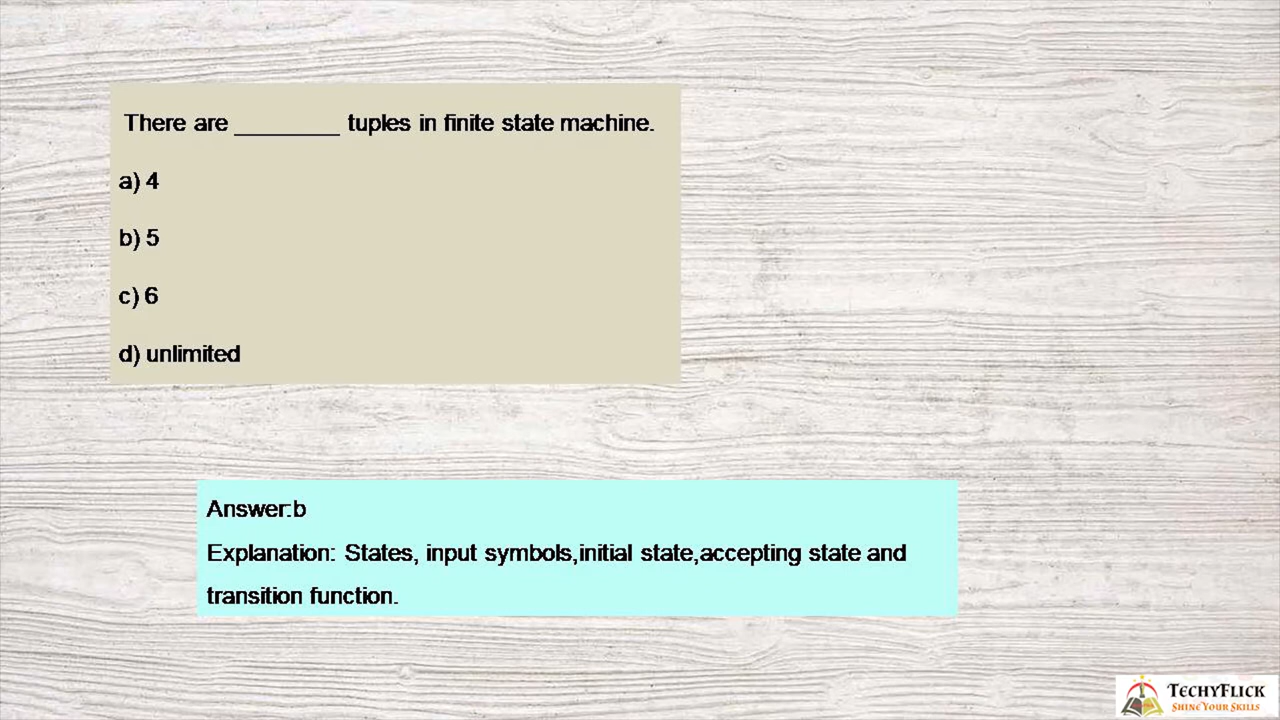 There are ________ tuples in finite state machine.
a) 4
b) 5
c) 6
d) unlimited
Answer:b
Explanation: States, input symbols,initial state,accepting state and
transition function.
TECHYFLICK
SHINE YOUR SKILLS